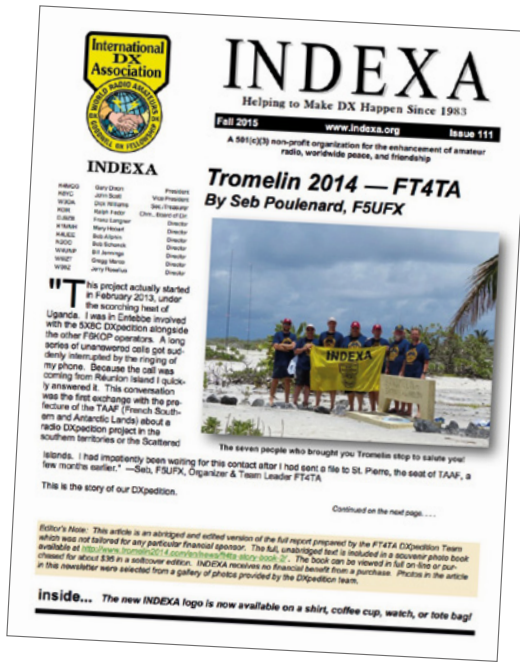 International
DX
Association
WORLD RADIO AMATEURS
GOODWILL OR FELLOWSHIP
INDEXA
Helping to Make DX Happen Since 1983
Fall 2015 www.indexa.org Issue 111
A 501(c)(3) non-profit organization for the enhancement of amateur
radio, worldwide peace, and friendship
INDEXA
Gary Dixon President
John Scott Vice President
Dick Williams Sec./Treasurer
Ralph Fedor
Director
Mary Hobart Director
Bob Allphin Director
Bob Schenck Director
Bill Jennings Director
Gregg Marco Director
Jerry Rosalius Director
Tromelin 2014 — FT4TA
By Seb Poulenard, F5UFX
INDEXA
The seven people who brought you Tromelin stop to salute you!
"This project actually started
in February 2013, under
the scorching heat of
Uganda. I was in Entebbe involved
with the 5X8C DXpedition alongside
the other F6KOP operators. A long
series of unanswered calls got sud-
denly interrupted by the ringing of
my phone. Because the call was
coming from Réunion Island I quick-
ly answered it. This conversation
was the first exchange with the pre-
fecture of the TAAF (French South-
ern and Antarctic Lands) about a
radio DXpedition project in the
southern territories or the Scattered
Islands. I had impatiently been waiting for this contact after I had sent a file to St. Pierre, the seat of TAAF, a
few months earlier." —Seb, F5UFX, Organizer & Team Leader FT4TA
This is the story of our DXpedition.
Continued on the next page. . . .
Editor's Note: This article is an abridged and edited version of the full report prepared by the FT4TA DXpedition Team
which was not tailored for any particular financial sponsor. The full, unabridged text is included in a souvenir photo book
available at http://www.tromelin2014.com/en/news/ft4ta-story-book-2/ . The book can be viewed in full on-line or pur-
chased for about $35 in a softcover edition. INDEXA receives no financial benefit from a purchase. Photos in the article
in this newsletter were selected from a gallery of photos provided by the DXpedition team.
inside... The new INDEXA logo is now available on a shirt, coffee cup, watch, or tote bag!